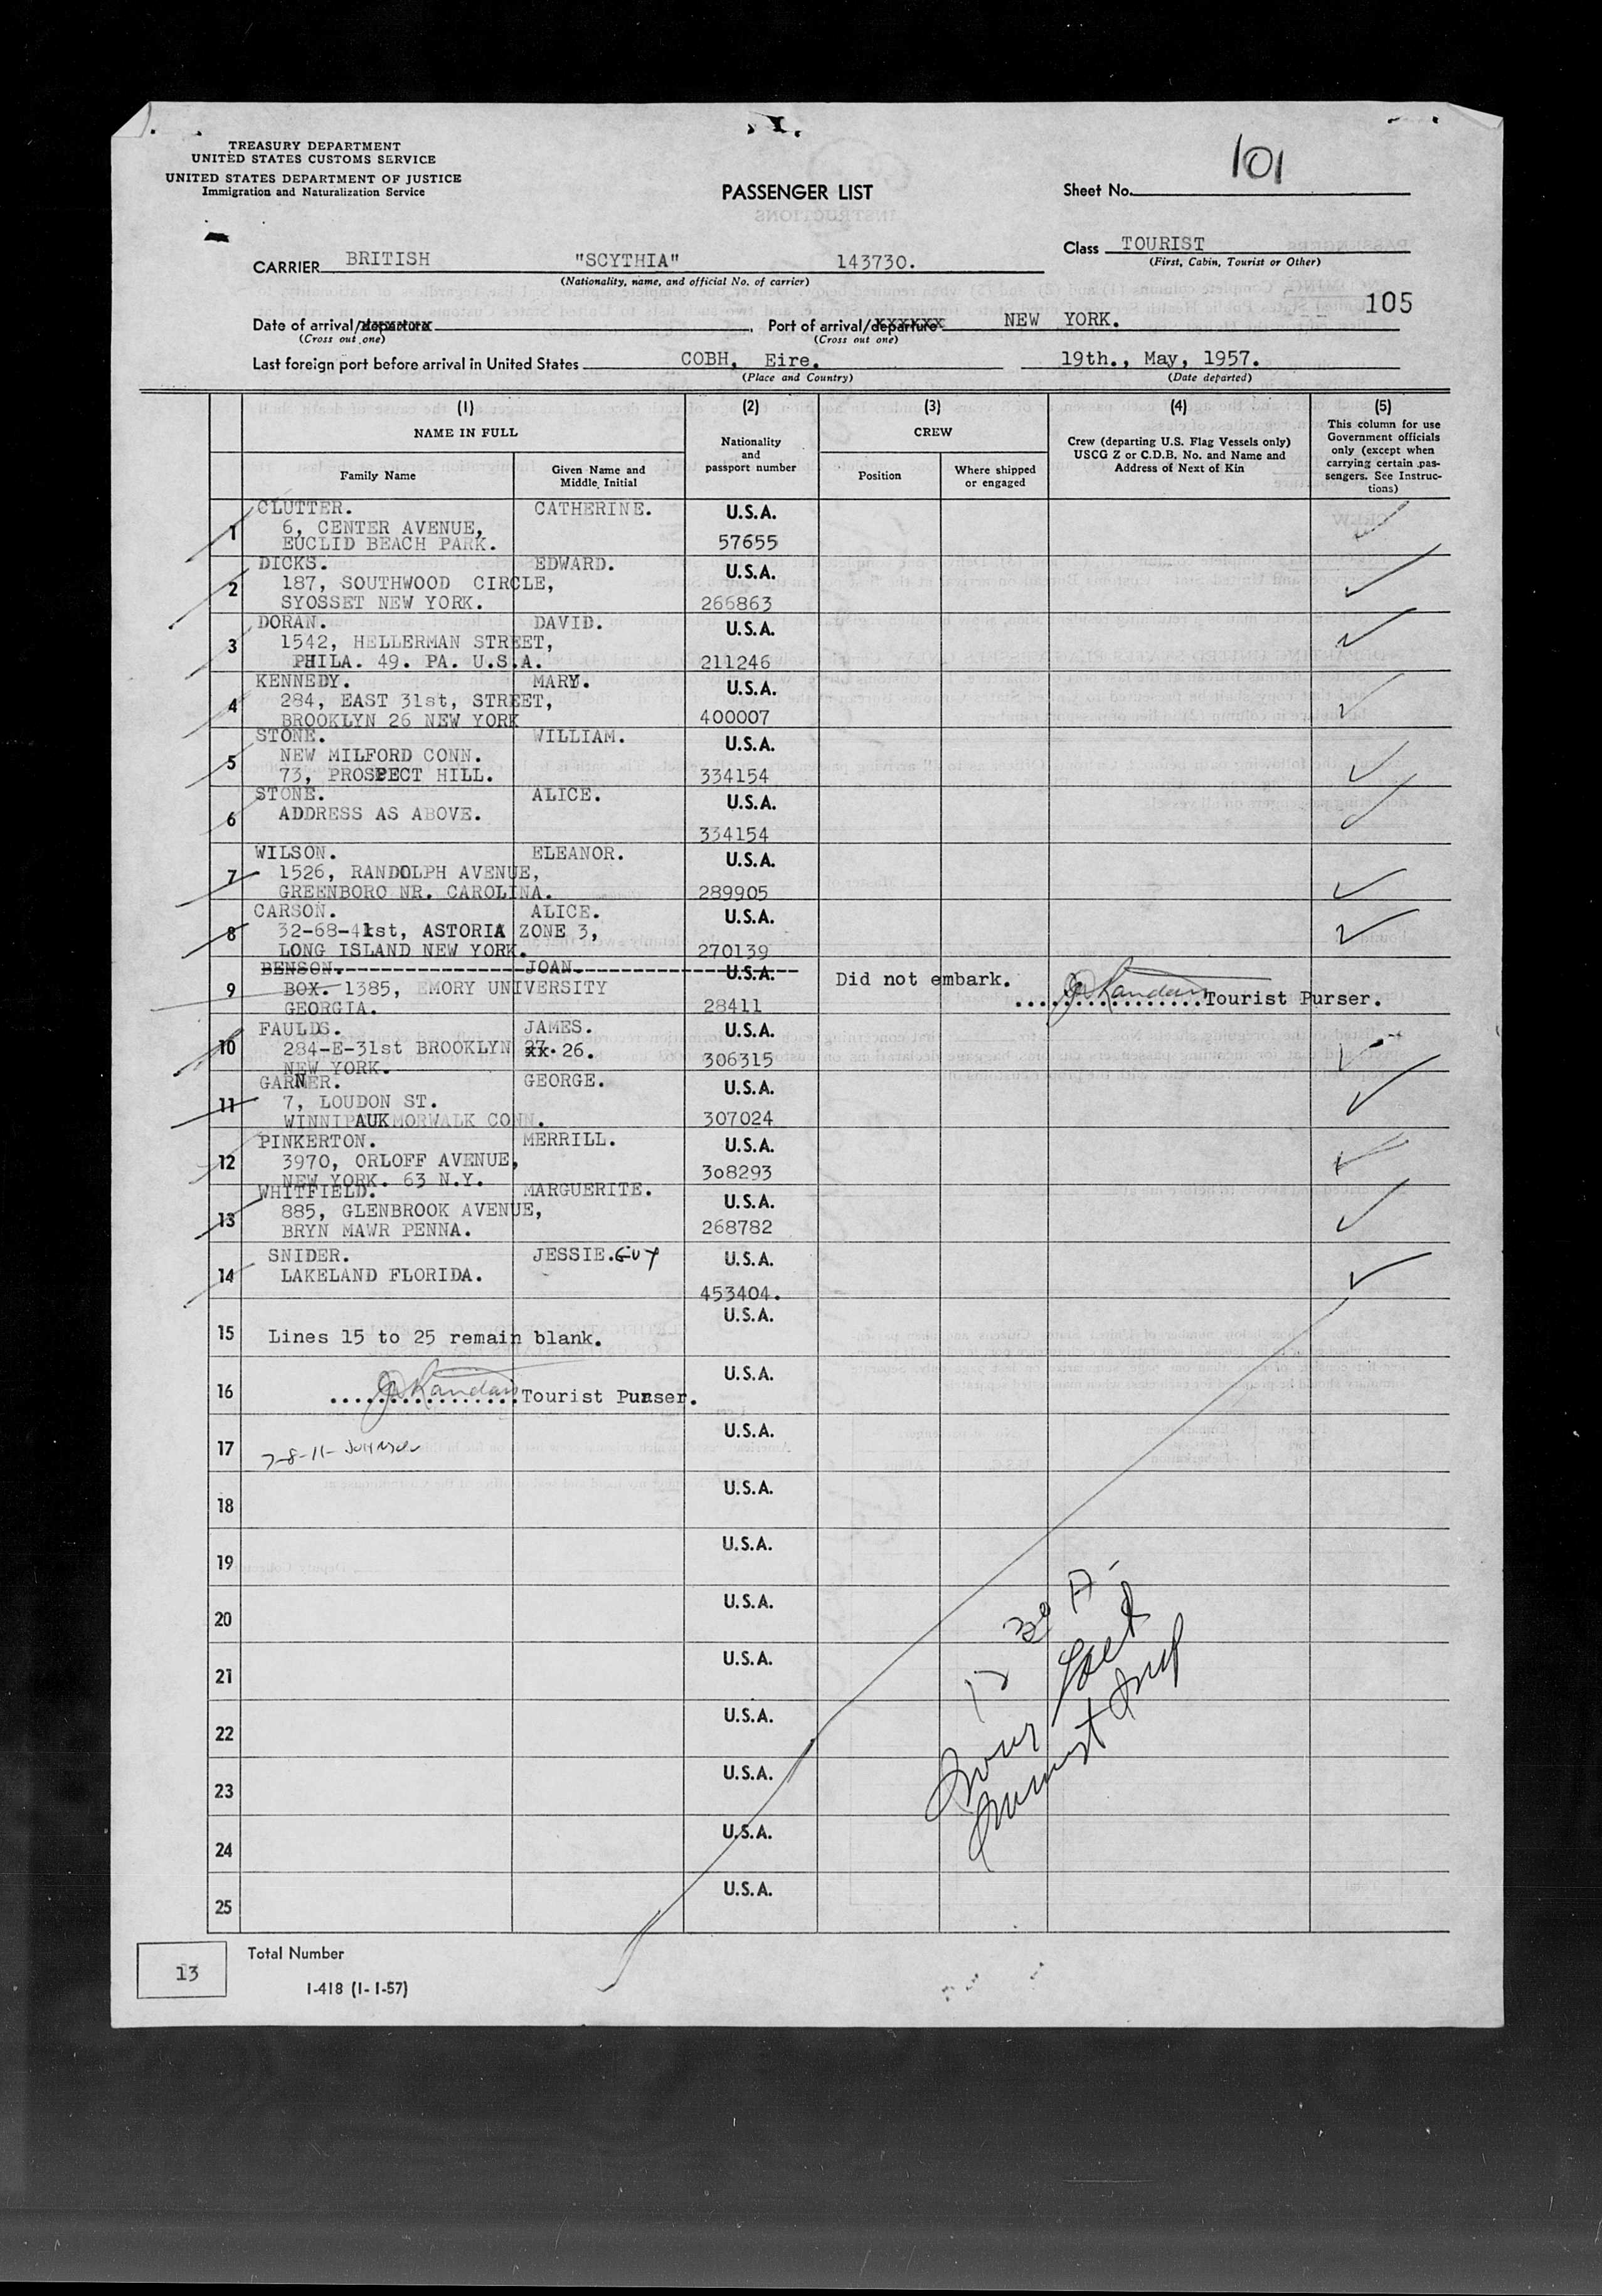 TREASURY DEPARTMENT
UNITED STATES CUSTOMS SERVICE
UNITED STATES DEPARTMENT OF JUSTICE
Immigration and Naturalization Service
PASSENGER LIST
Sheet No. 101
Class TOURIST
(First, Cabin, Tourist or Other)
CARRIER BRITISH "SCYTHIA" 143730.
(Nationality, name, and official No. of carrier)
105
Date of arrival/departure Port of arrival/departure NEW YORK.
(Cross out one) (Cross out one)
Last foreign port before arrival in United States COBH, Eire. 19th., May, 1957.
(Place and Country) (Date departed)
(1) (2) (3) (4) (5)
NAME IN FULL
Family Name
Given Name and Middle Initial
Nationality and passport number
CREW
Position
Where shipped or engaged
Crew (departing U.S. Flag Vessels only)
USCG Z or C.D.B. No. and Name and
Address of Next of Kin
This column for use
Government officials
only (except when
carrying certain pas-
sengers. See Instruc-
tions)
1 CLUTTER. CATHERINE. U.S.A.
6, CENTER AVENUE,
EUCLID BEACH PARK. 57655
2 DICKS. EDWARD. U.S.A.
187, SOUTHWOOD CIRCLE,
SYOSSET NEW YORK. 266863
3 DORAN. DAVID. U.S.A.
1542, HELLERMAN STREET,
PHILA. 49. PA. U.S.A. 211246
4 KENNEDY. MARY. U.S.A.
284, EAST 31st, STREET,
BROOKLYN 26 NEW YORK 400007
5 STONE. WILLIAM. U.S.A.
NEW MILFORD CONN.
73, PROSPECT HILL. 334154
6 STONE. ALICE. U.S.A.
ADDRESS AS ABOVE.
334154
7 WILSON. ELEANOR. U.S.A.
1526, RANDOLPH AVENUE,
GREENBORO NR. CAROLINA. 289905
8 CARSON. ALICE. U.S.A.
32-68-41st, ASTORIA ZONE 3,
LONG ISLAND NEW YORK. 270139
9 BENSON. JOAN. U.S.A. Did not embark.
BOX. 1385, EMORY UNIVERSITY Tourist Purser.
GEORGIA. 28411
10 FAULDS. JAMES. U.S.A.
284-E-31st BROOKLYN 26.
NEW YORK. 306315
11 GARNER. GEORGE. U.S.A.
7, LOUDON ST.
WINNIPAUK MORWALK CONN. 307024
12 PINKERTON. MERRILL. U.S.A.
3970, ORLOFF AVENUE,
NEW YORK. 63 N.Y. 308293
13 WHITFIELD. MARGUERITE. U.S.A.
885, GLENBROOK AVENUE,
BRYN MAWR PENNA. 268782
14 SNIDER. JESSIE. GUY U.S.A.
LAKELAND FLORIDA.
453404.
15 Lines 15 to 25 remain blank. U.S.A.
16 Tourist Purser. U.S.A.
17 7-8-11- Johnson U.S.A.
18 U.S.A.
19 U.S.A.
20 U.S.A.
21 U.S.A.
22 U.S.A.
23 U.S.A.
24 U.S.A.
25 U.S.A.
13 Total Number
I-418 (1-1-57)